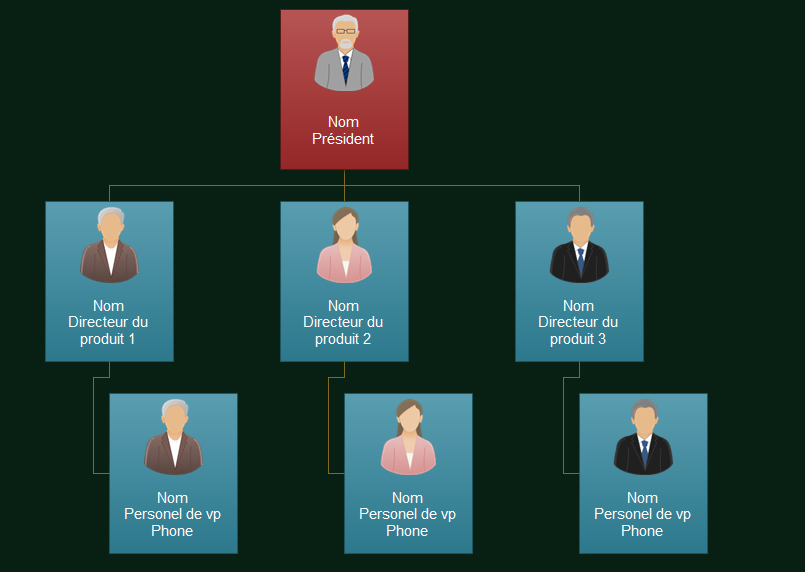 Nom
Président
Nom
Directeur du
produit 1
Nom
Directeur du
produit 2
Nom
Directeur du
produit 3
Nom
Personel de vp
Phone
Nom
Personel de vp
Phone
Nom
Personel de vp
Phone